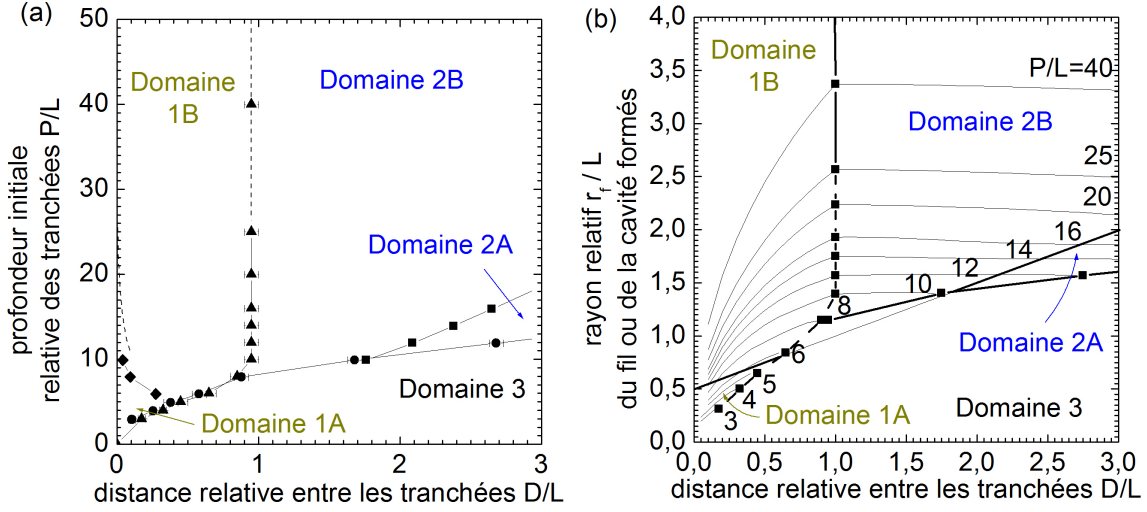 (a)
profondeur initiale
relative des tranchées P/L
50
40
30
20
10
0
Domaine
1B
Domaine 2B
Domaine 2A
Domaine 3
Domaine 1A
0
1
2
3
distance relative entre les tranchées D/L
(b)
rayon relatif r_f / L
du fil ou de la cavité formés
4,0
3,5
3,0
2,5
2,0
1,5
1,0
0,5
0,0
Domaine
1B
P/L=40
Domaine 2B
25
20
16
14
12
10
8
6
5
4
3
Domaine 2A
Domaine 1A
Domaine 3
0,0
0,5
1,0
1,5
2,0
2,5
3,0
distance relative entre les tranchées D/L